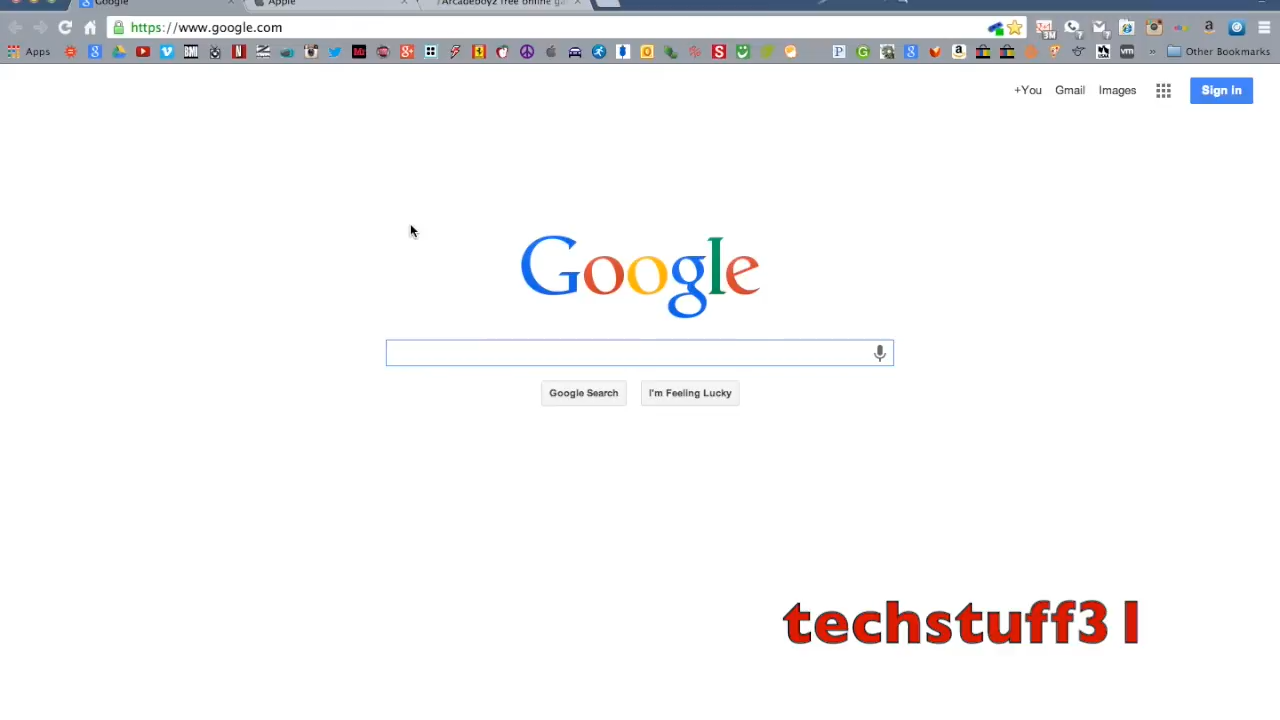 Google
Apple
Arcadeboyz free online ga
https://www.google.com
Apps
Other Bookmarks
+You Gmail Images Sign in
Google
Google Search
I'm Feeling Lucky
techstuff31